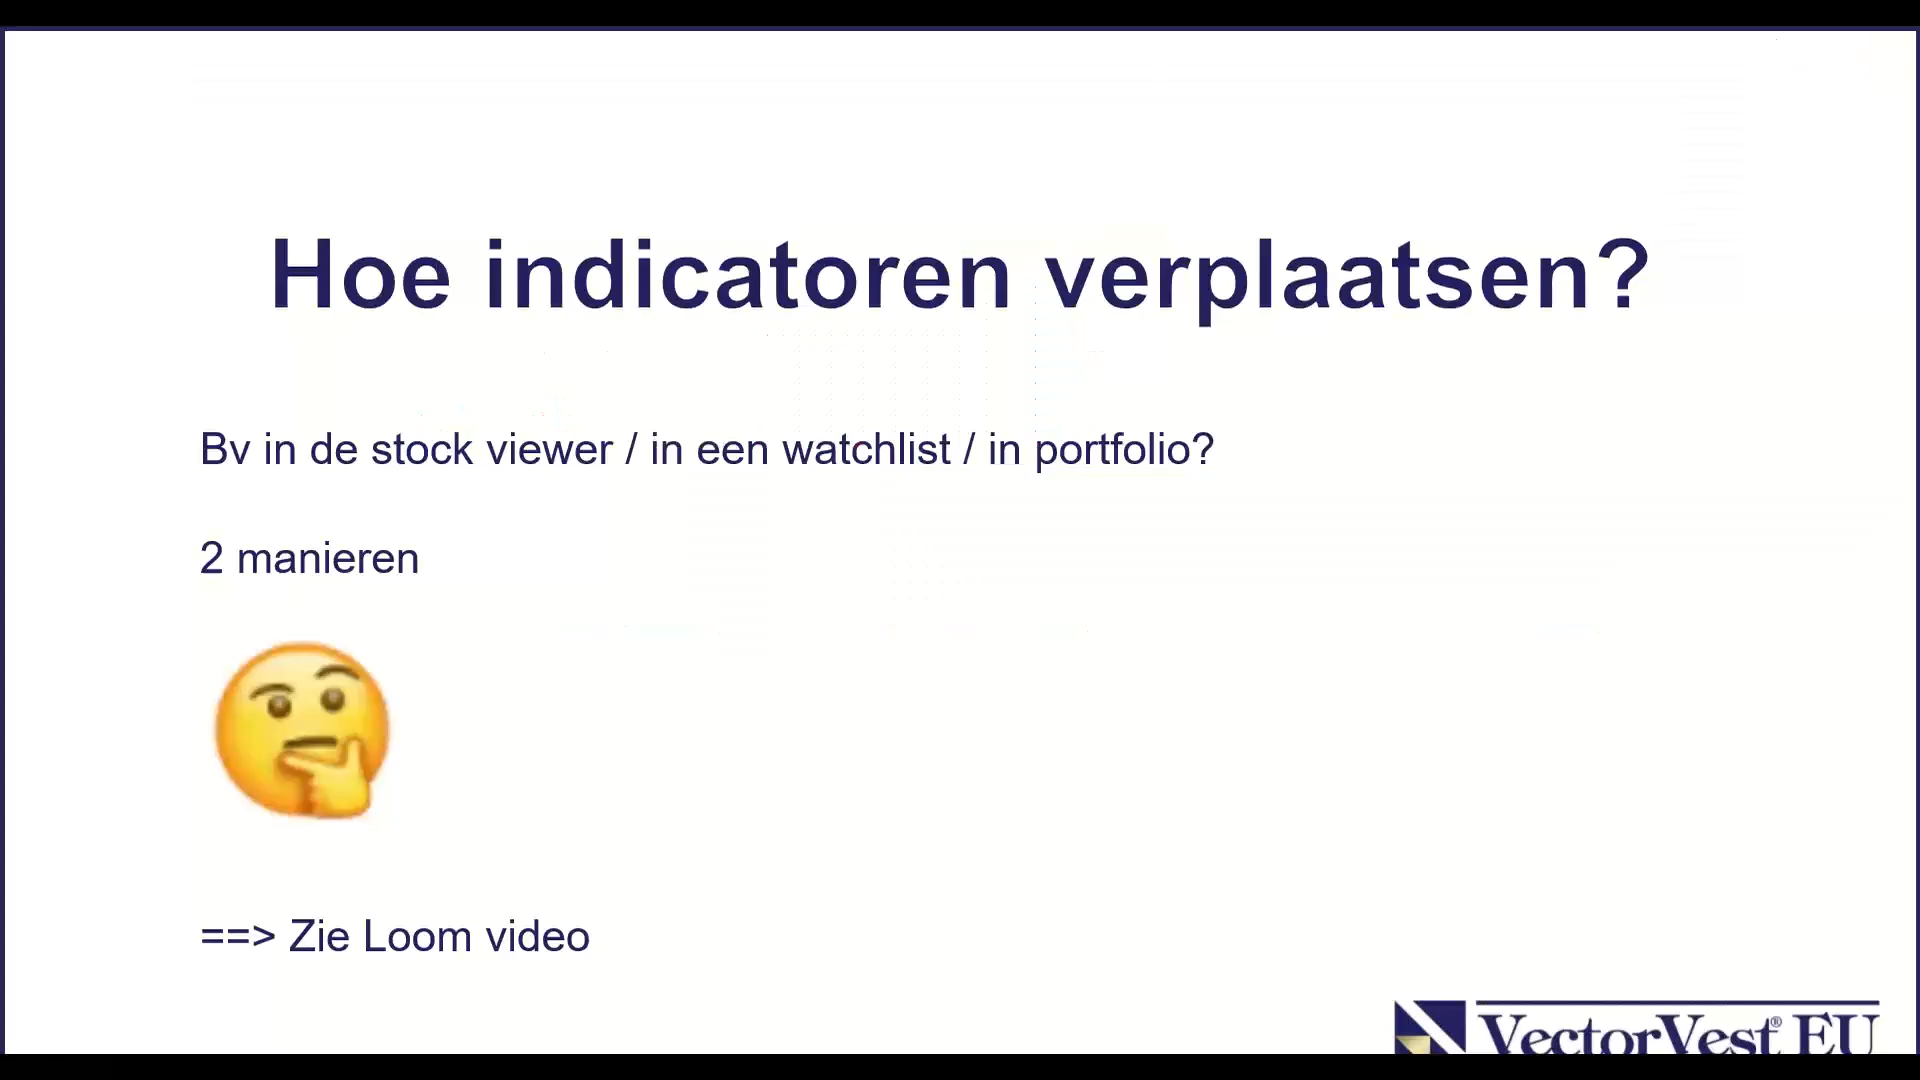 Hoe indicatoren verplaatsen?
Bv in de stock viewer / in een watchlist / in portfolio?
2 manieren
==> Zie Loom video
VectorVest® EU